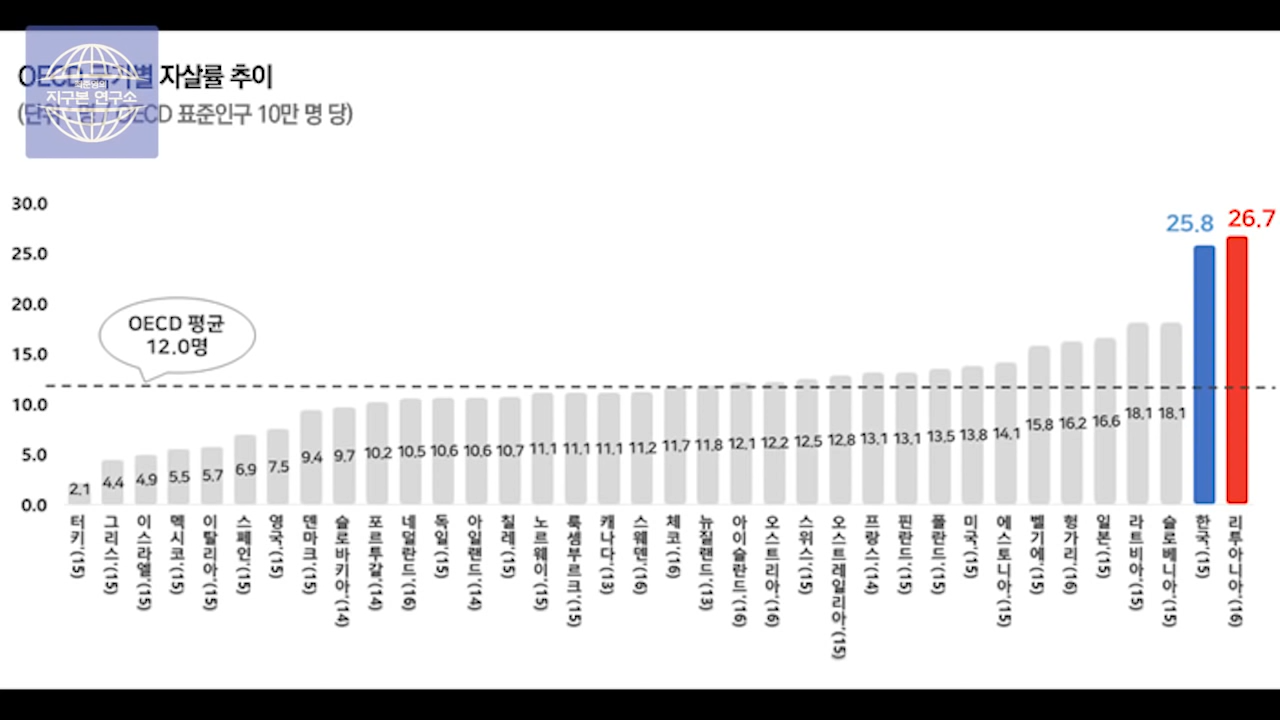 OECD 국가별 자살률 추이
(단위 : 명 / OECD 표준인구 10만 명 당)
최준영의
지구본 연구소
30.0
25.0
20.0
15.0
10.0
5.0
0.0
OECD 평균
12.0명
2.1
4.4
4.9
5.5
5.7
6.9
7.5
9.4
9.7
10.2
10.5
10.6
10.6
10.7
11.1
11.1
11.1
11.2
11.7
11.8
12.1
12.2
12.5
12.8
13.1
13.1
13.5
13.8
14.1
15.8
16.2
16.6
18.1
18.1
25.8
26.7
터키'(15)
그리스'(15)
이스라엘'(15)
멕시코'(15)
이탈리아'(15)
스페인'(15)
영국'(15)
덴마크'(15)
슬로바키아'(14)
포르투갈'(14)
네덜란드'(16)
독일'(15)
아일랜드'(14)
칠레'(15)
노르웨이'(15)
룩셈부르크'(15)
캐나다'(13)
스웨덴'(16)
체코'(16)
뉴질랜드'(13)
아이슬란드'(16)
오스트리아'(16)
스위스'(15)
오스트레일리아'(15)
프랑스'(14)
핀란드'(15)
폴란드'(15)
미국'(15)
에스토니아'(15)
벨기에'(15)
헝가리'(16)
일본'(15)
라트비아'(15)
슬로베니아'(15)
한국'(15)
리투아니아'(16)